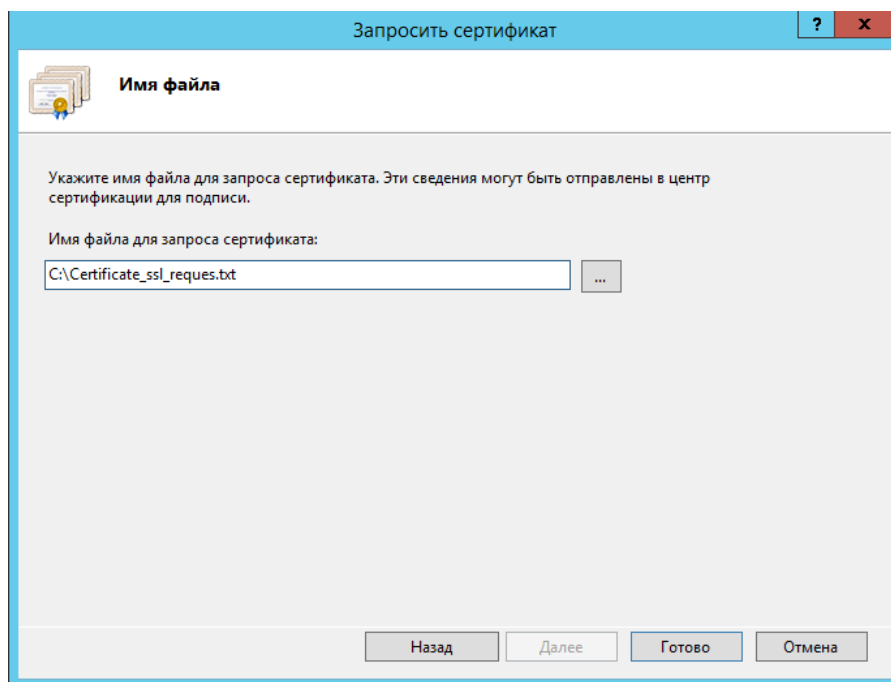 Запросить сертификат
?
x
Имя файла
Укажите имя файла для запроса сертификата. Эти сведения могут быть отправлены в центр
сертификации для подписи.
Имя файла для запроса сертификата:
C:\Certificate_ssl_reques.txt
...
Назад
Далее
Готово
Отмена